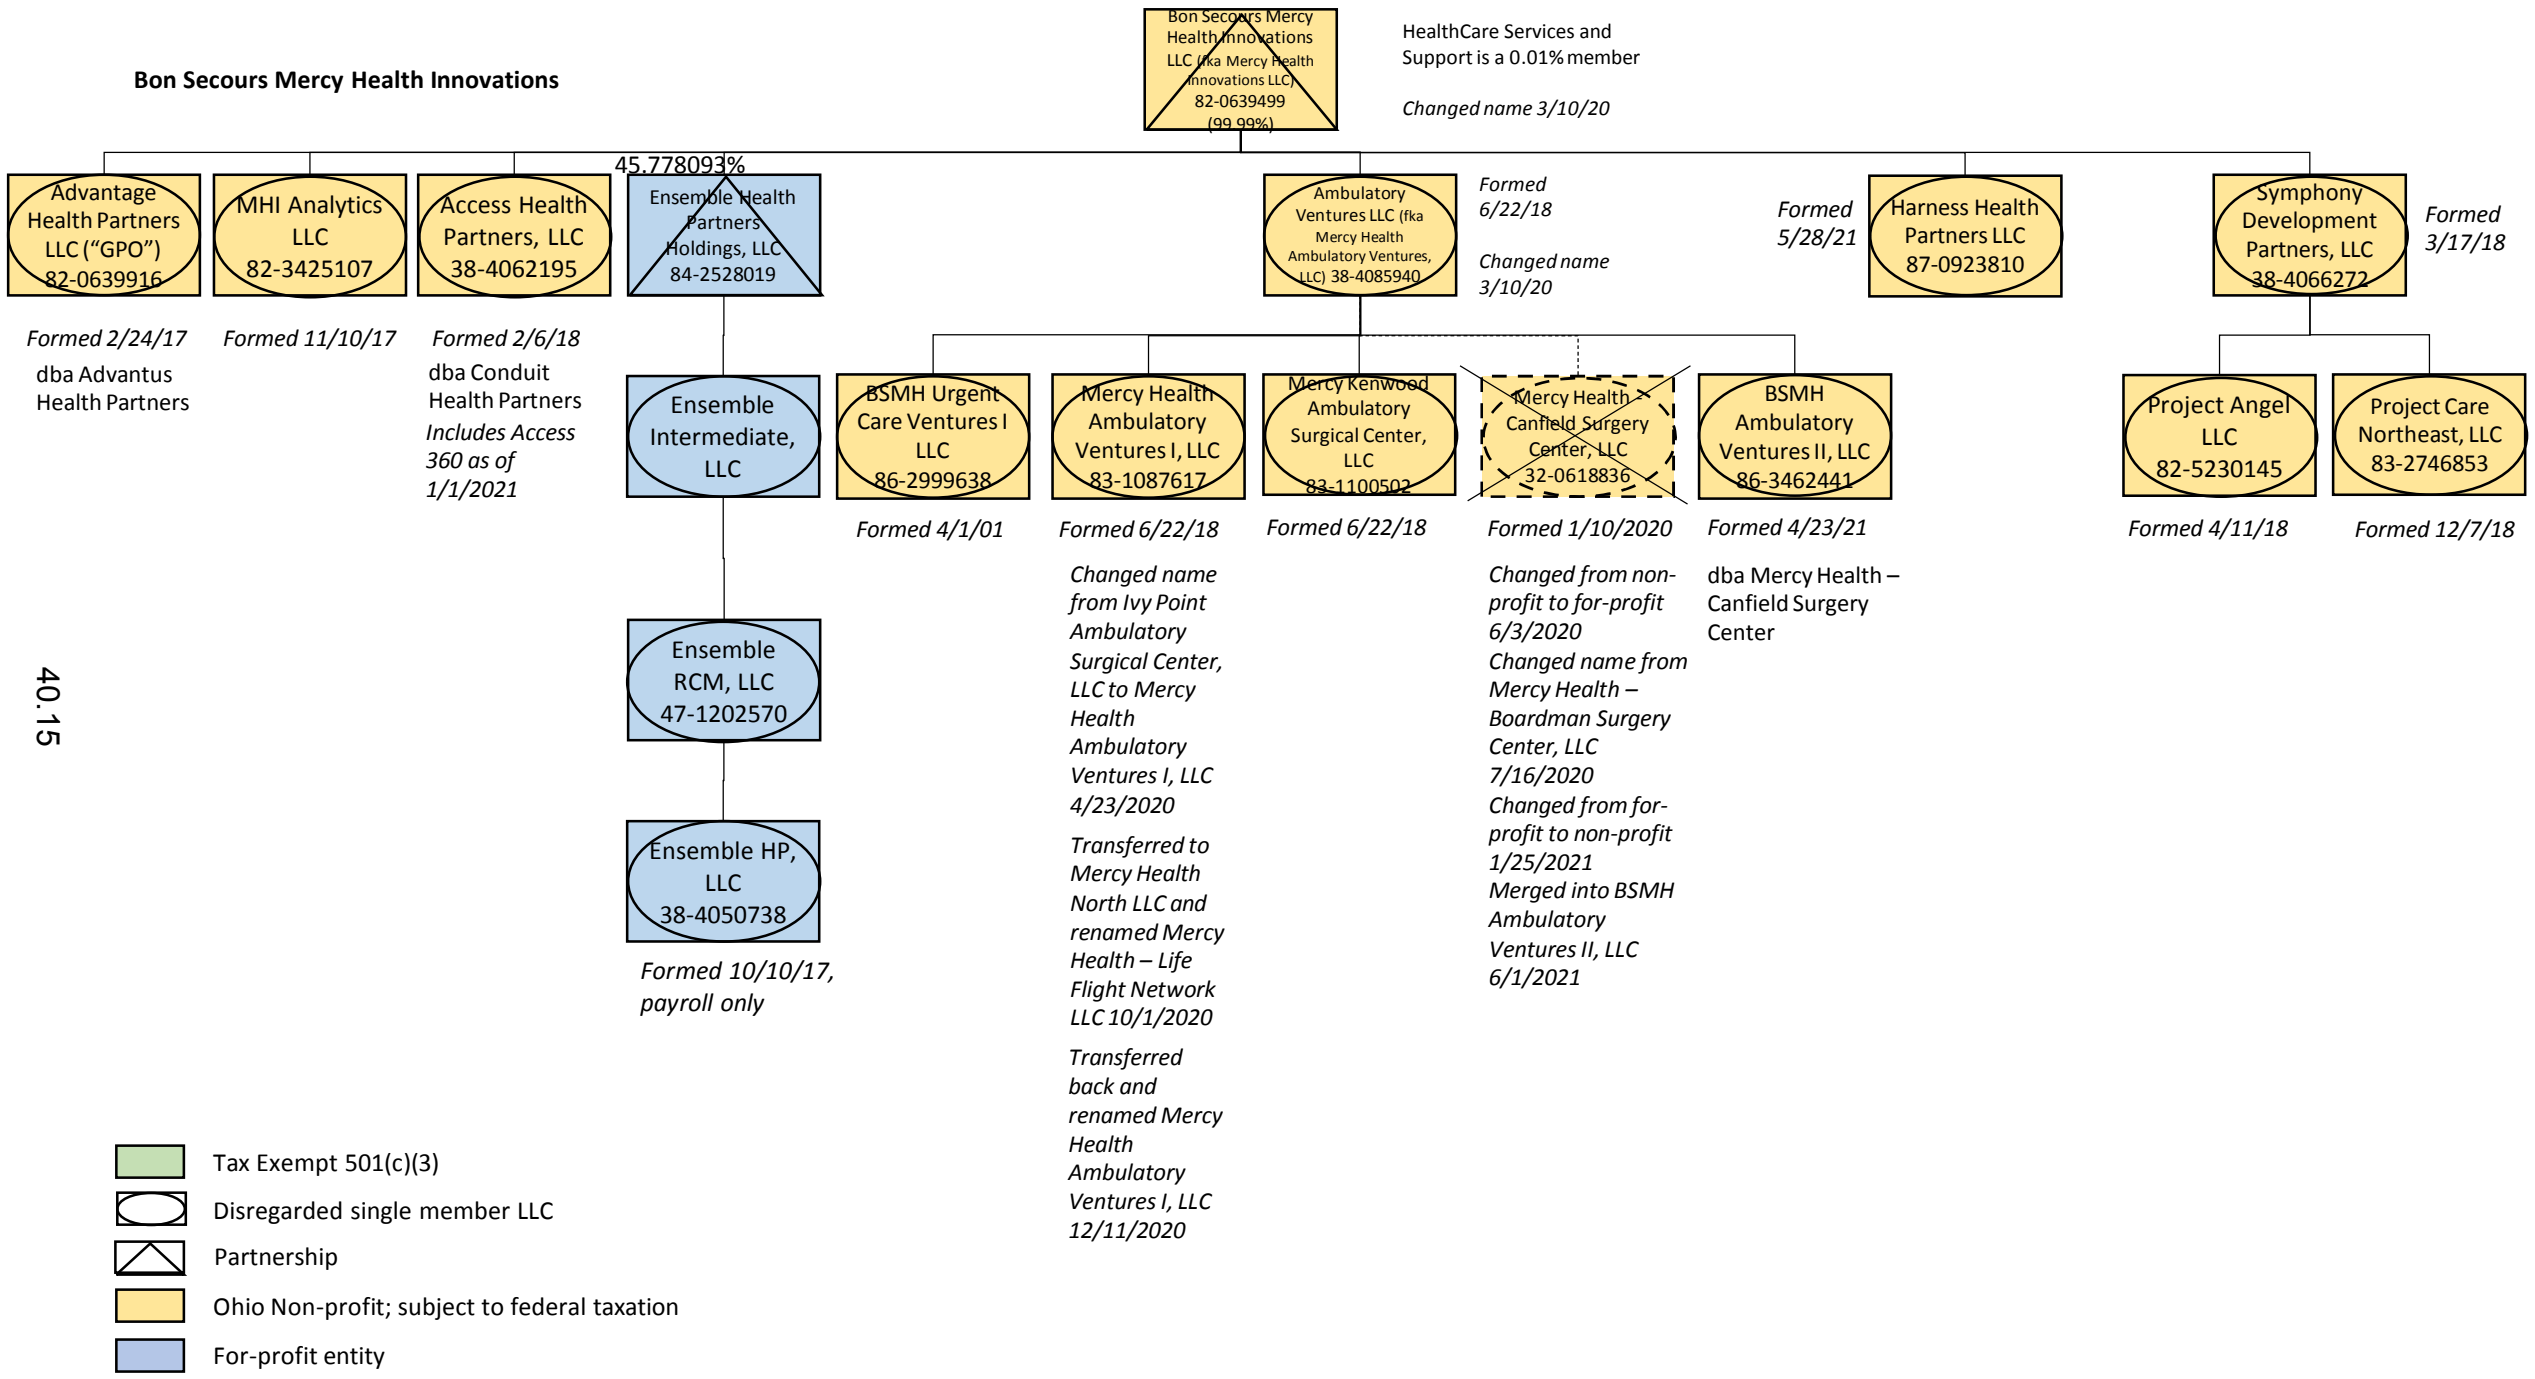 Bon Secours Mercy
Health Innovations
LLC (fka Mercy Health
Innovations LLC)
82-0639499
(99.99%)
HealthCare Services and
Support is a 0.01% member
Changed name 3/10/20
Bon Secours Mercy Health Innovations
45.778093%
Advantage
Health Partners
LLC (“GPO”)
82-0639916
MHI Analytics
LLC
82-3425107
Access Health
Partners, LLC
38-4062195
Ensemble Health
Partners
Holdings, LLC
84-2528019
Ambulatory
Ventures LLC (fka
Mercy Health
Ambulatory Ventures,
LLC) 38-4085940
Formed
6/22/18
Changed name
3/10/20
Formed
5/28/21
Harness Health
Partners LLC
87-0923810
Symphony
Development
Partners, LLC
38-4066272
Formed
3/17/18
Formed 2/24/17
dba Advantus
Health Partners
Formed 11/10/17
Formed 2/6/18
dba Conduit
Health Partners
Includes Access
360 as of
1/1/2021
Ensemble
Intermediate,
LLC
BSMH Urgent
Care Ventures I
LLC
86-2999638
Mercy Health
Ambulatory
Ventures I, LLC
83-1087617
Mercy Kenwood
Ambulatory
Surgical Center,
LLC
83-1100502
Mercy Health -
Canfield Surgery
Center, LLC
32-0618836
BSMH
Ambulatory
Ventures II, LLC
86-3462441
Project Angel
LLC
82-5230145
Project Care
Northeast, LLC
83-2746853
Formed 4/1/01
Formed 6/22/18
Changed name
from Ivy Point
Ambulatory
Surgical Center,
LLC to Mercy
Health
Ambulatory
Ventures I, LLC
4/23/2020
Transferred to
Mercy Health
North LLC and
renamed Mercy
Health – Life
Flight Network
LLC 10/1/2020
Transferred
back and
renamed Mercy
Health
Ambulatory
Ventures I, LLC
12/11/2020
Formed 6/22/18
Formed 1/10/2020
Changed from non-
profit to for-profit
6/3/2020
Changed name from
Mercy Health –
Boardman Surgery
Center, LLC
7/16/2020
Changed from for-
profit to non-profit
1/25/2021
Merged into BSMH
Ambulatory
Ventures II, LLC
6/1/2021
Formed 4/23/21
dba Mercy Health –
Canfield Surgery
Center
Formed 4/11/18
Formed 12/7/18
Ensemble
RCM, LLC
47-1202570
Ensemble HP,
LLC
38-4050738
Formed 10/10/17,
payroll only
40.15
Tax Exempt 501(c)(3)
Disregarded single member LLC
Partnership
Ohio Non-profit; subject to federal taxation
For-profit entity